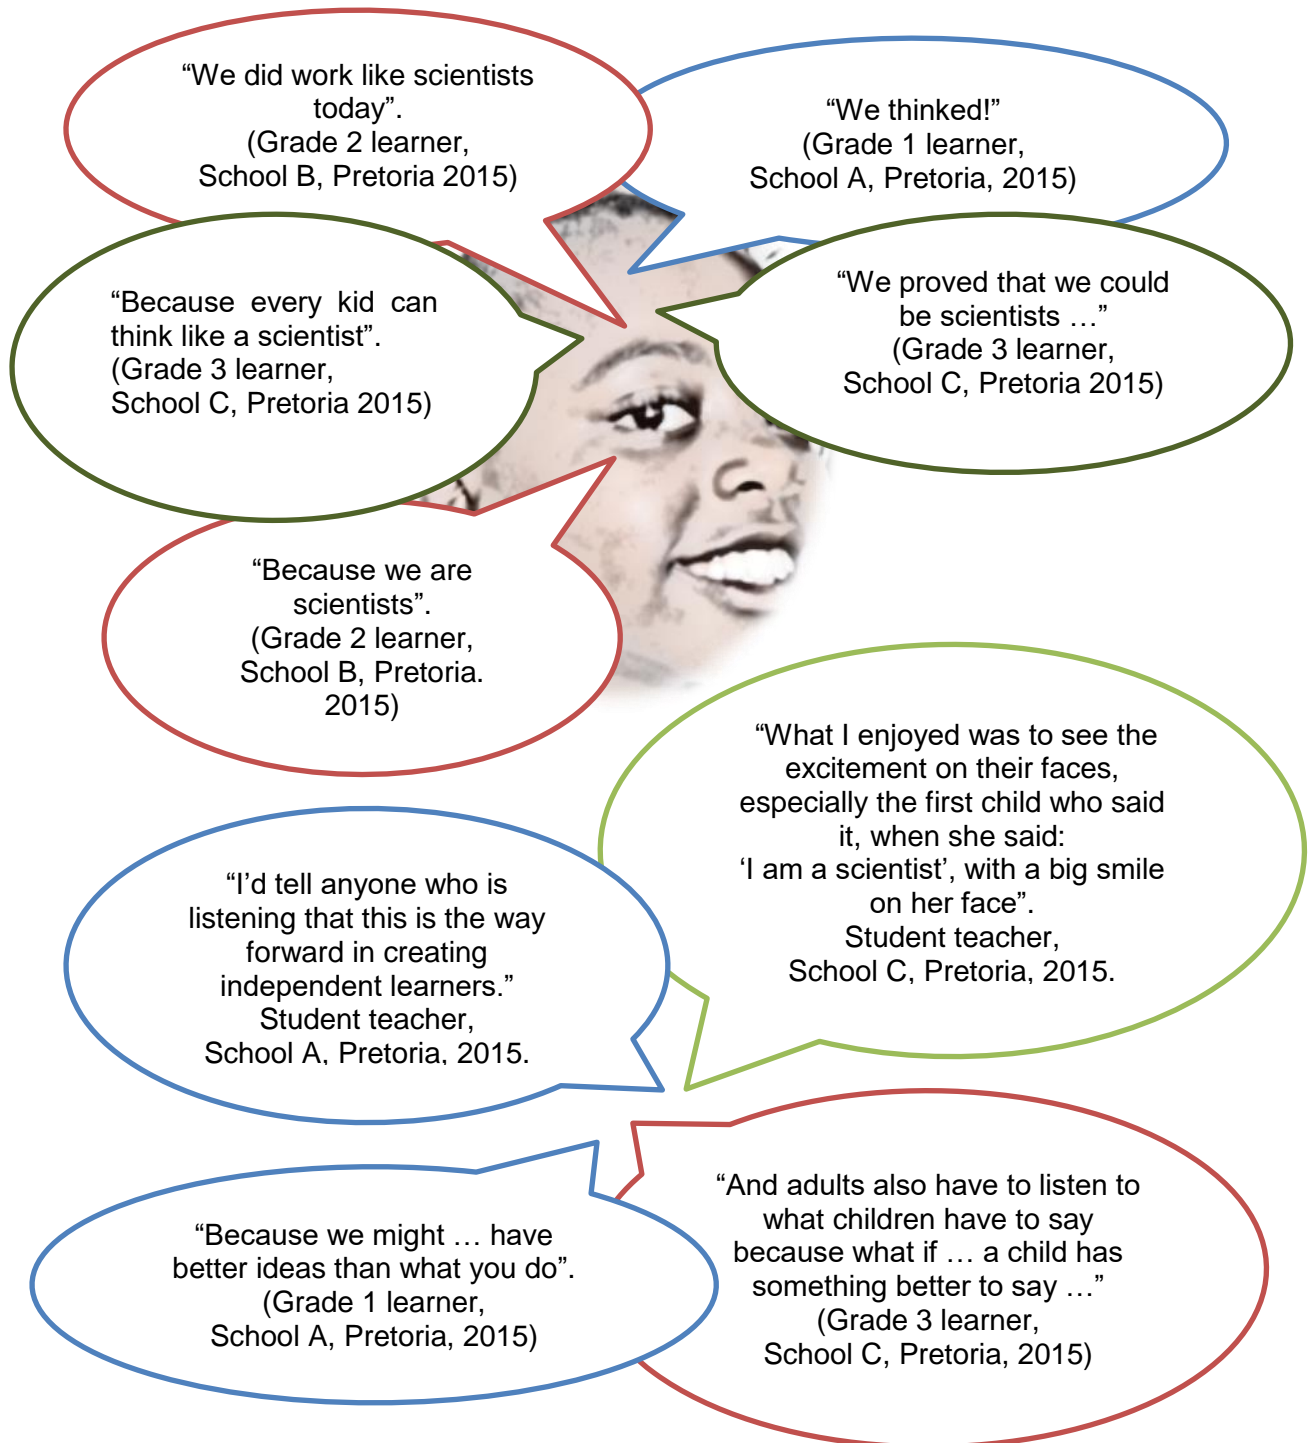 “We did work like scientists
today”.
(Grade 2 learner,
School B, Pretoria 2015)
“We thinked!”
(Grade 1 learner,
School A, Pretoria, 2015)
“Because every kid can
think like a scientist”.
(Grade 3 learner,
School C, Pretoria 2015)
“We proved that we could
be scientists …”
(Grade 3 learner,
School C, Pretoria 2015)
“Because we are
scientists”.
(Grade 2 learner,
School B, Pretoria.
2015)
“What I enjoyed was to see the
excitement on their faces,
especially the first child who said
it, when she said:
‘I am a scientist’, with a big smile
on her face”.
Student teacher,
School C, Pretoria, 2015.
“I’d tell anyone who is
listening that this is the way
forward in creating
independent learners.”
Student teacher,
School A, Pretoria, 2015.
“And adults also have to listen to
what children have to say
because what if … a child has
something better to say …”
(Grade 3 learner,
School C, Pretoria, 2015)
“Because we might … have
better ideas than what you do”.
(Grade 1 learner,
School A, Pretoria, 2015)